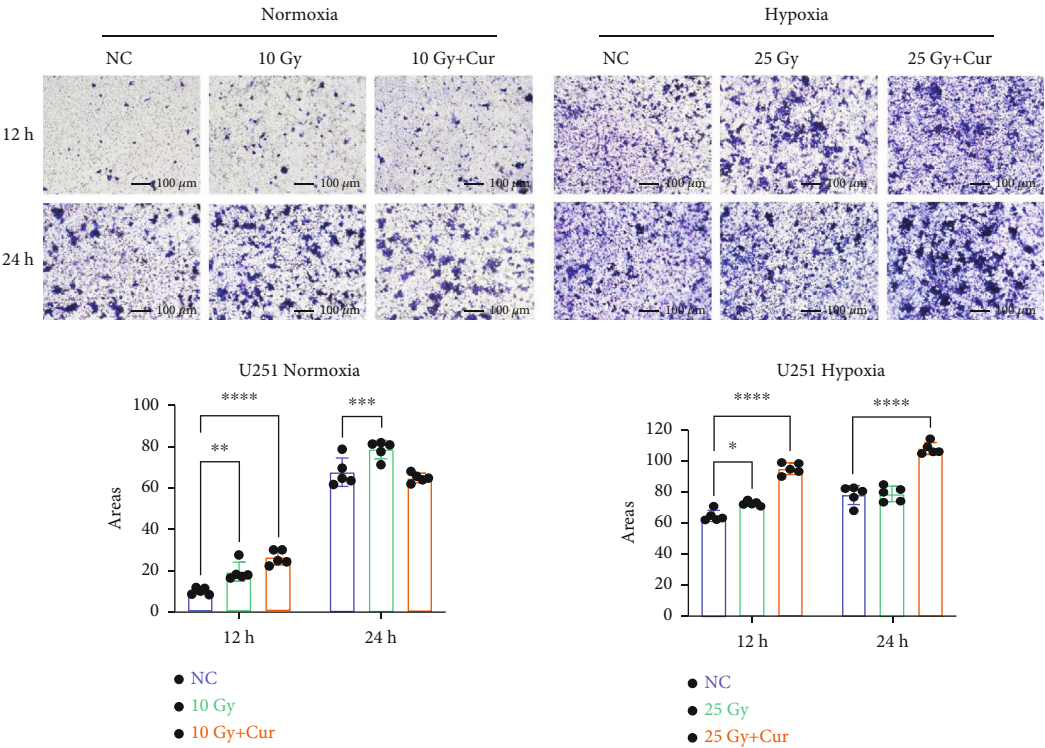 Normoxia Hypoxia
NC 10 Gy 10 Gy+Cur NC 25 Gy 25 Gy+Cur
12 h
100 µm 100 µm 100 µm 100 µm 100 µm 100 µm
24 h
100 µm 100 µm 100 µm 100 µm 100 µm 100 µm
U251 Normoxia
Areas
100
80
60
40
20
0
**
****
***
12 h 24 h
NC
10 Gy
10 Gy+Cur
U251 Hypoxia
Areas
120
100
80
60
40
20
0
*
****
****
12 h 24 h
NC
25 Gy
25 Gy+Cur